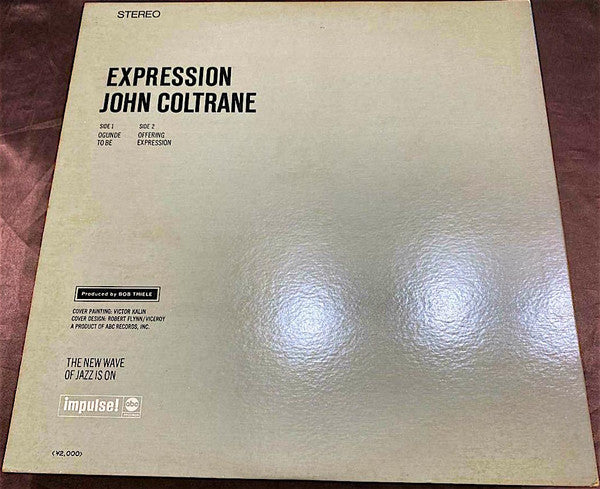 STEREO
EXPRESSION
JOHN COLTRANE
SIDE 1 SIDE 2
OGUNDE OFFERING
TO BE EXPRESSION
Produced by BOB THIELE
COVER PAINTING: VICTOR KALIN
COVER DESIGN: ROBERT FLYNN/VICEROY
A PRODUCT OF ABC RECORDS, INC.
THE NEW WAVE
OF JAZZ IS ON
impulse! abc
(¥2,000)